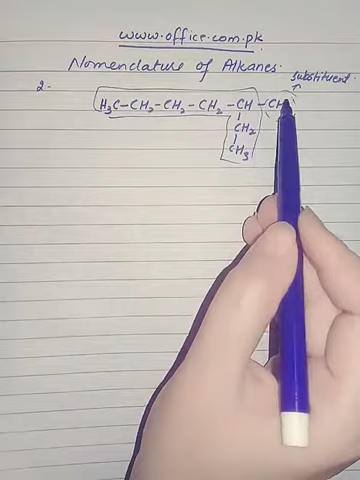 www.office.com.pk
Nomenclature of Alkanes.
substituent.
2-
H₃C-CH₂-CH₂-CH₂-CH-CH
CH₂
CH₃